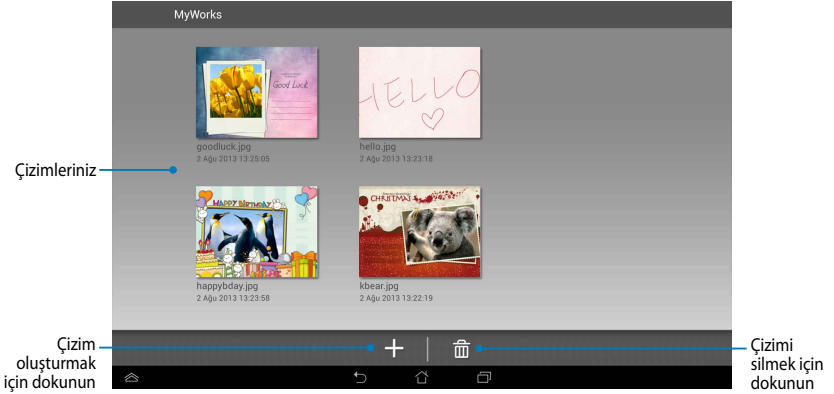 MyWorks
Good Luck
HELLO
goodluck.jpg
2 Ağu 2013 13:25:05
hello.jpg
2 Ağu 2013 13:23:18
Çizimleriniz
HAPPY BIRTHDAY
CHRISTMAS
happybday.jpg
2 Ağu 2013 13:23:58
kbear.jpg
2 Ağu 2013 13:22:19
Çizim
oluşturmak
için dokunun
Çizimi
silmek için
dokunun